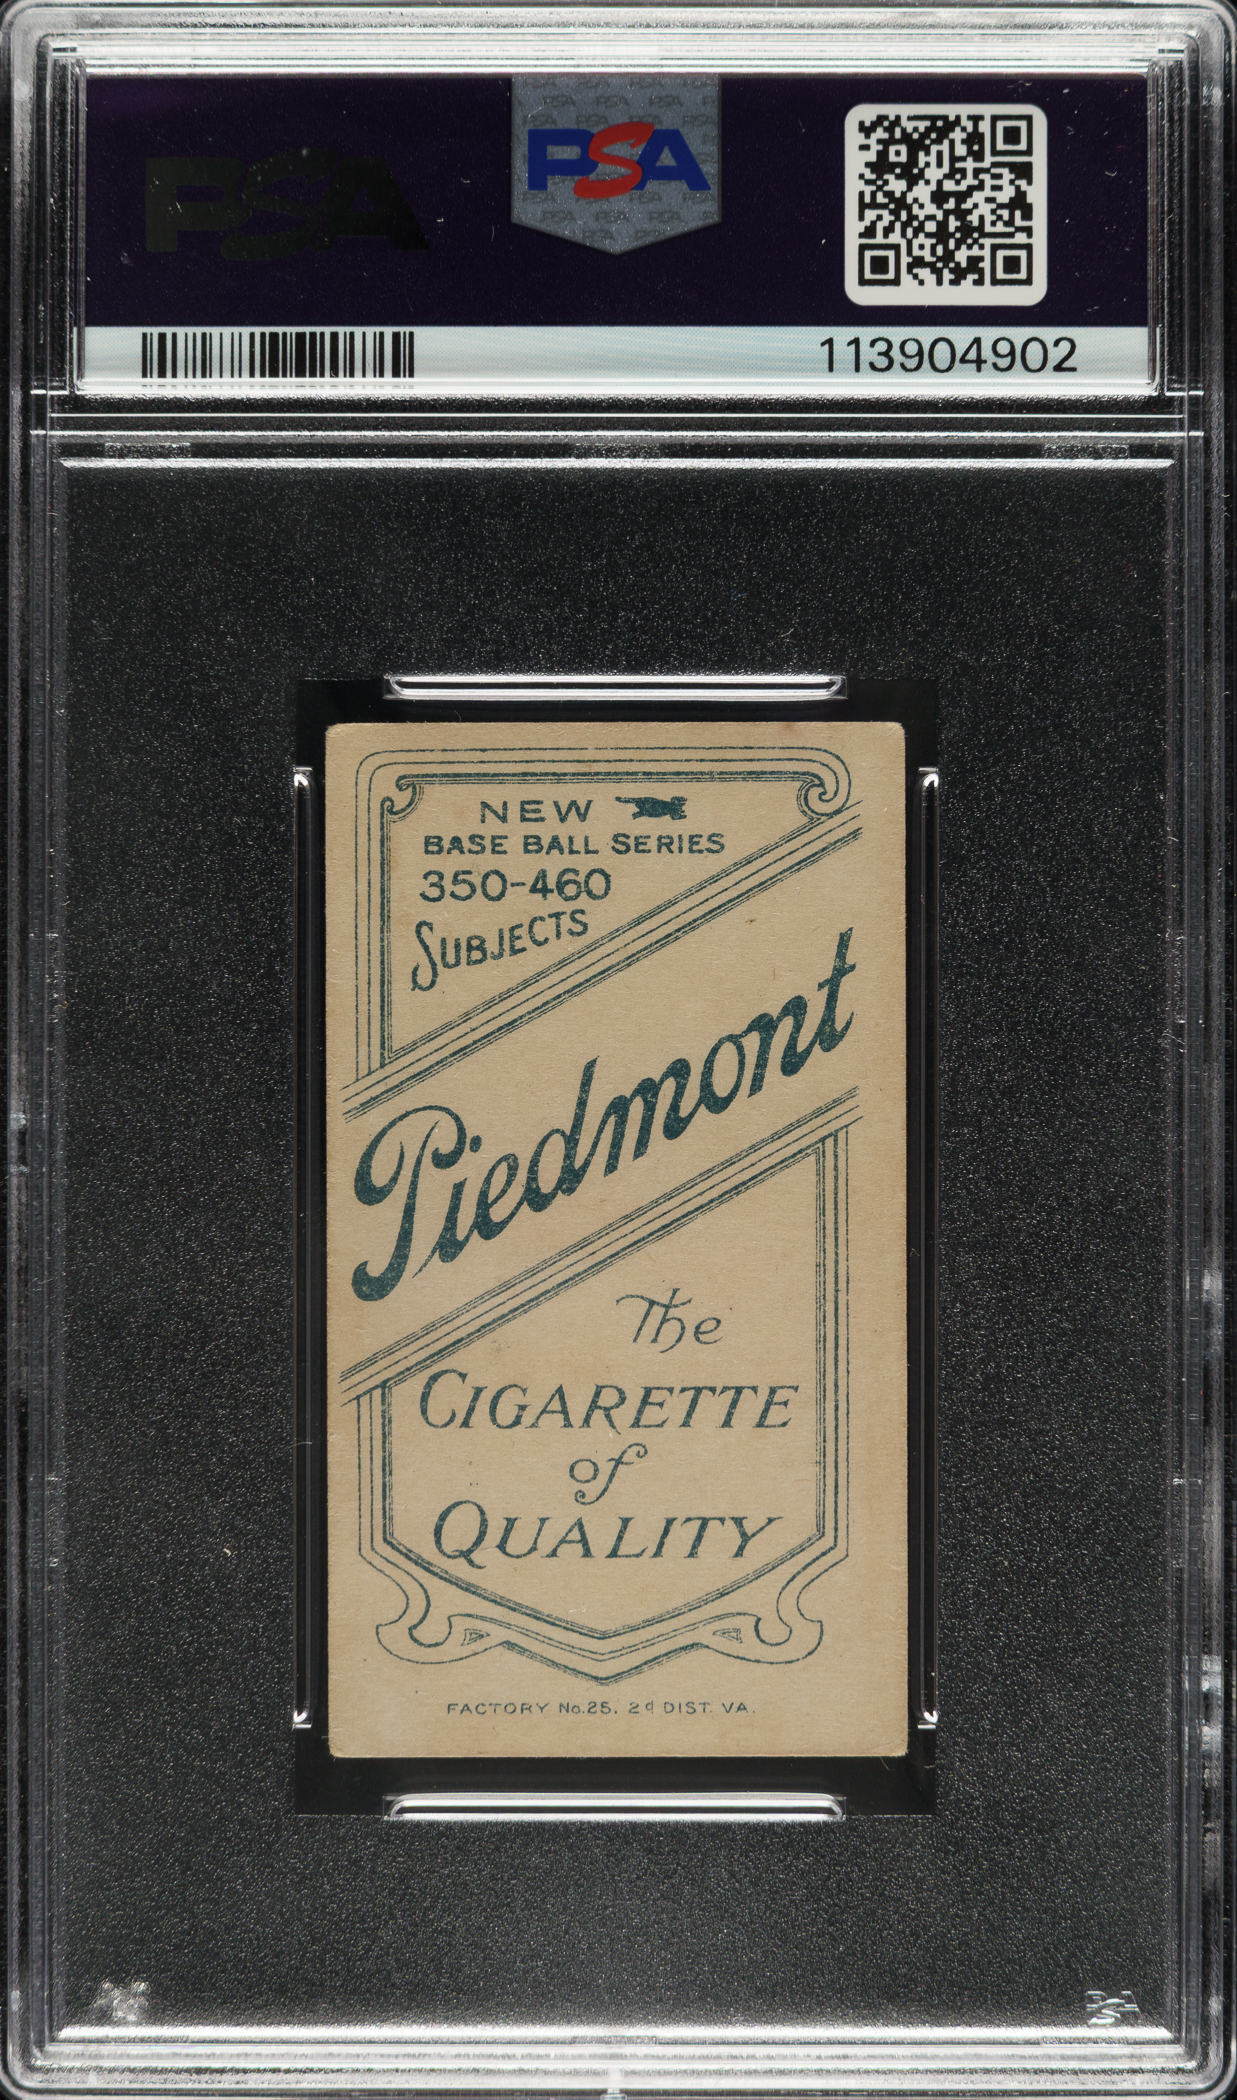 PSA
PSA
113904902
NEW
BASE BALL SERIES
350-460
SUBJECTS
Piedmont
The
CIGARETTE
of
QUALITY
FACTORY No.25. 2d DIST. VA.
PSA